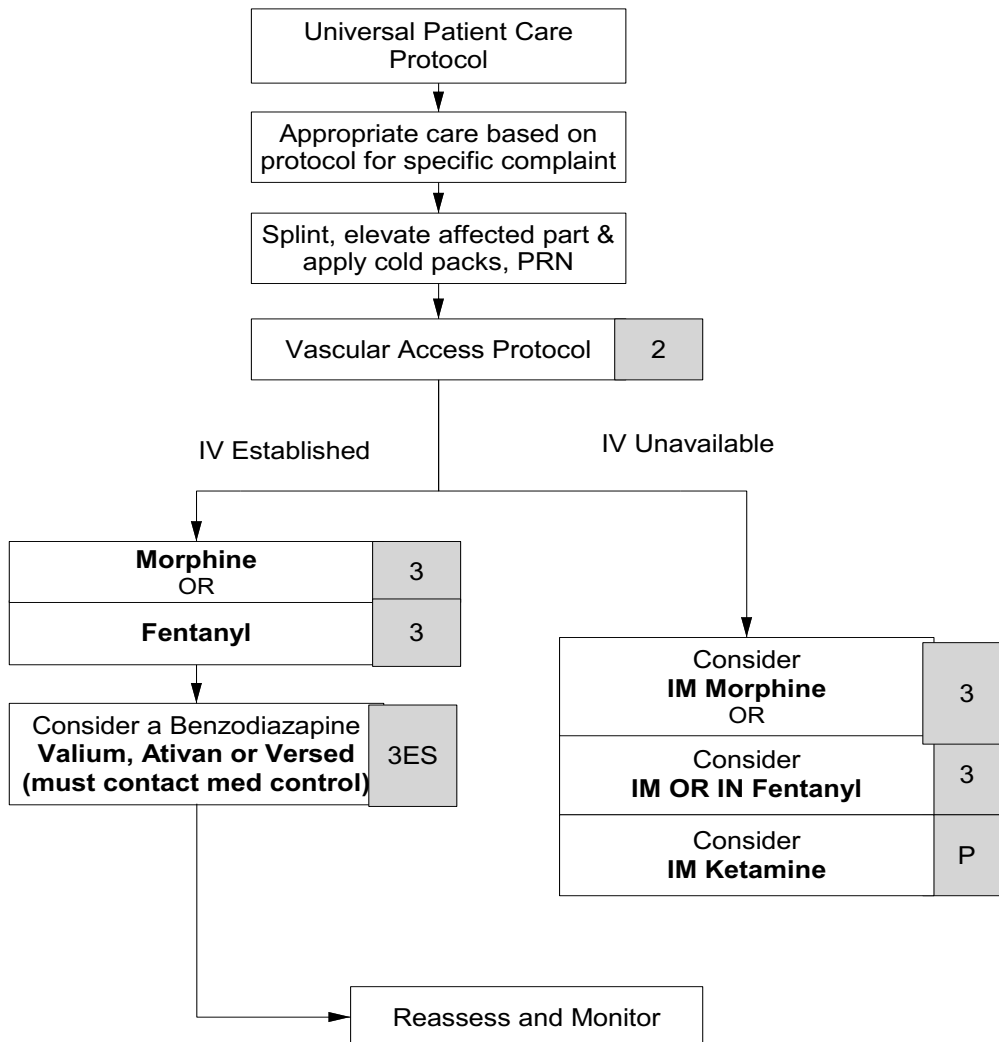 Universal Patient Care
Protocol
Appropriate care based on
protocol for specific complaint
Splint, elevate affected part &
apply cold packs, PRN
Vascular Access Protocol
2
IV Established
IV Unavailable
Morphine
OR
3
Fentanyl
3
Consider a Benzodiazapine
Valium, Ativan or Versed
(must contact med control)
3ES
Consider
IM Morphine
OR
3
Consider
IM OR IN Fentanyl
3
Consider
IM Ketamine
P
Reassess and Monitor